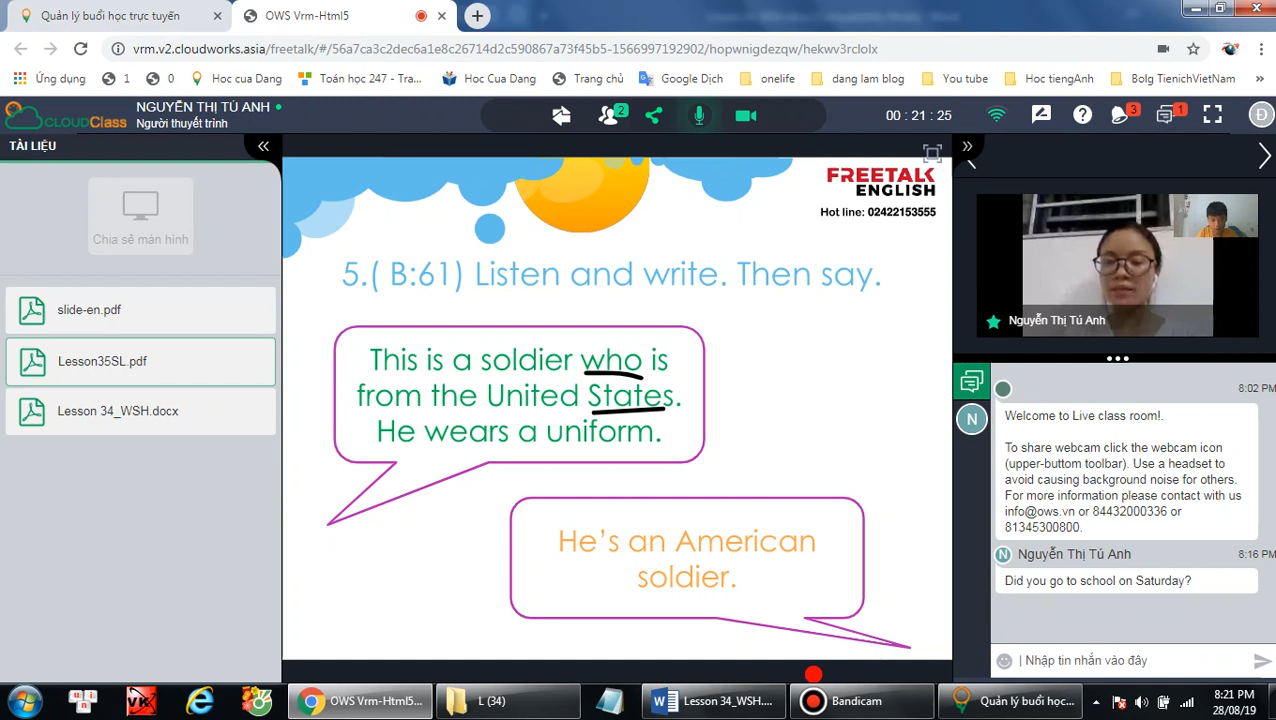 Quản lý buổi học trực tuyến
OWS Vrm-Html5
vrm.v2.cloudworks.asia/freetalk/#/56a7ca3c2dec6a1e8c26714d2c590867a73f45b5-1566997192902/hopwnigdezqw/hekwv3rclolx
Ứng dụng
1
0
Hoc cua Dang
Toán học 247 - Tra...
Học Cua Dang
Trang chủ
Google Dịch
onelife
dang lam blog
You tube
Học tiengAnh
Bolg TienichVietNam
»
CLOUDCLASS
NGUYỄN THỊ TÚ ANH
Người thuyết trình
2
00 : 21 : 25
3
1
Đ
TÀI LIỆU
Chia sẻ màn hình
slide-en.pdf
Lesson35SL.pdf
Lesson 34_WSH.docx
FREETALK
ENGLISH
Hot line: 02422153555
5.( B:61) Listen and write. Then say.
This is a soldier who is
from the United States.
He wears a uniform.
He's an American
soldier.
Nguyễn Thị Tú Anh
8:02 PM
N
Welcome to Live class room!.
To share webcam click the webcam icon
(upper-buttom toolbar). Use a headset to
avoid causing background noise for others.
For more information please contact with us
info@ows.vn or 84432000336 or
81345300800.
N Nguyễn Thị Tú Anh 8:16 PM
Did you go to school on Saturday?
Nhập tin nhắn vào đây
OWS Vrm-Html5...
L (34)
Lesson 34_WSH....
Bandicam
Quản lý buổi học...
8:21 PM
28/08/19